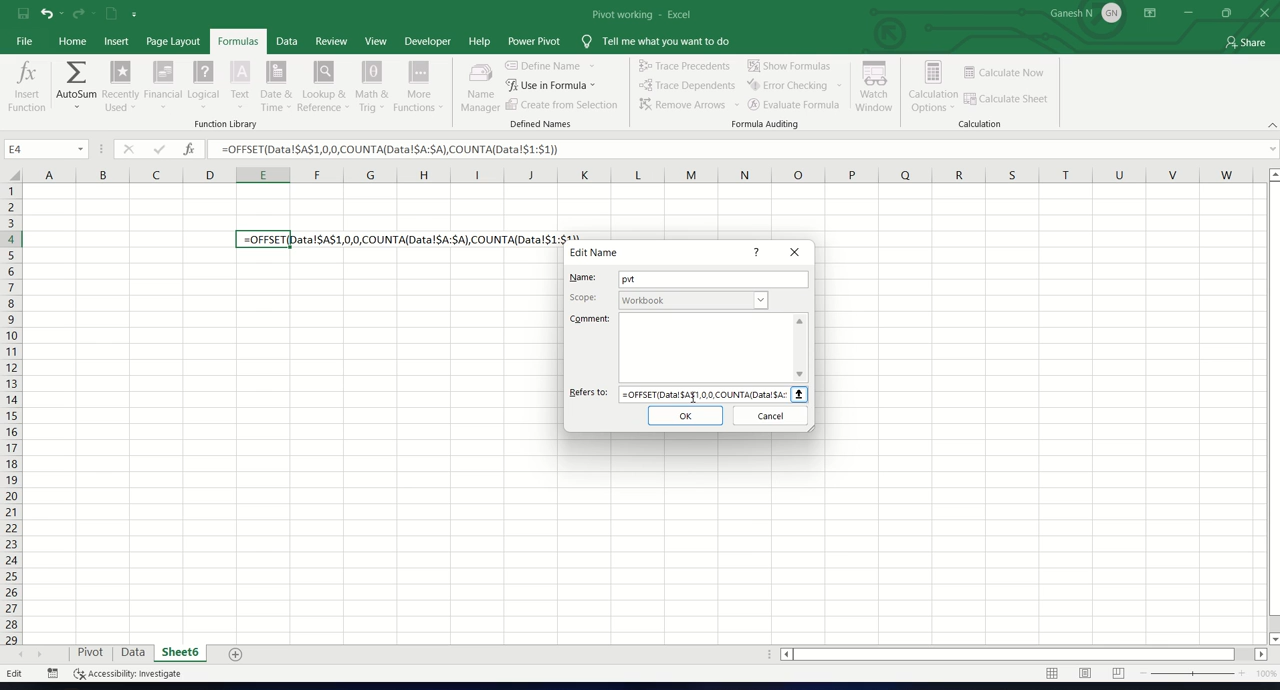 Pivot working - Excel
Ganesh N GN
File Home Insert Page Layout Formulas Data Review View Developer Help Power Pivot Tell me what you want to do Share
fx Insert Function
AutoSum
Recently Used
Financial
Logical
Text
Date & Time
Lookup & Reference
Math & Trig
More Functions
Function Library
Name Manager
Define Name
Use in Formula
Create from Selection
Defined Names
Trace Precedents
Trace Dependents
Remove Arrows
Show Formulas
Error Checking
Evaluate Formula
Formula Auditing
Watch Window
Calculation Options
Calculate Now
Calculate Sheet
Calculation
E4 fx =OFFSET(Data!$A$1,0,0,COUNTA(Data!$A:$A),COUNTA(Data!$1:$1))
A B C D E F G H I J K L M N O P Q R S T U V W
1
2
3
4 =OFFSET(Data!$A$1,0,0,COUNTA(Data!$A:$A),COUNTA(Data!$1:$1))
5
6
7
8
9
10
11
12
13
14
15
16
17
18
19
20
21
22
23
24
25
26
27
28
29
Edit Name ?
Name: pvt
Scope: Workbook
Comment:
Refers to: =OFFSET(Data!$A$1,0,0,COUNTA(Data!$A:
OK Cancel
Pivot Data Sheet6
Edit Accessibility: Investigate 100%